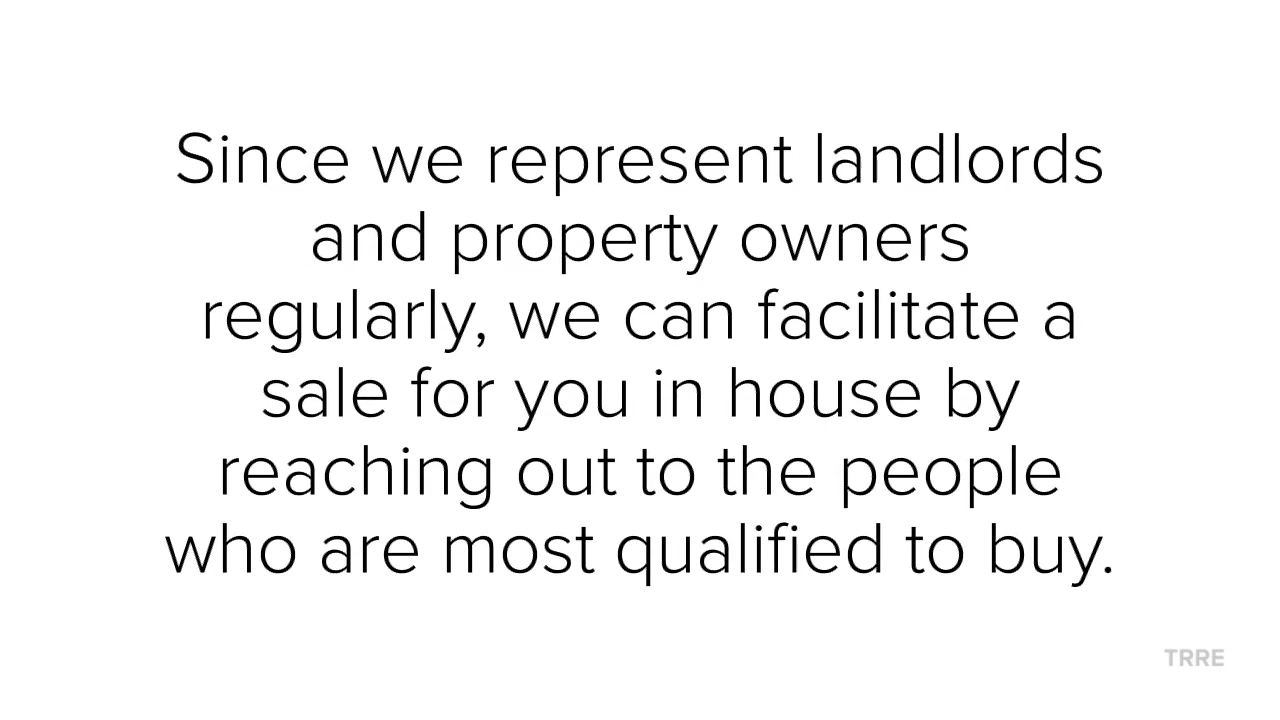 Since we represent landlords
and property owners
regularly, we can facilitate a
sale for you in house by
reaching out to the people
who are most qualified to buy.
TRRE